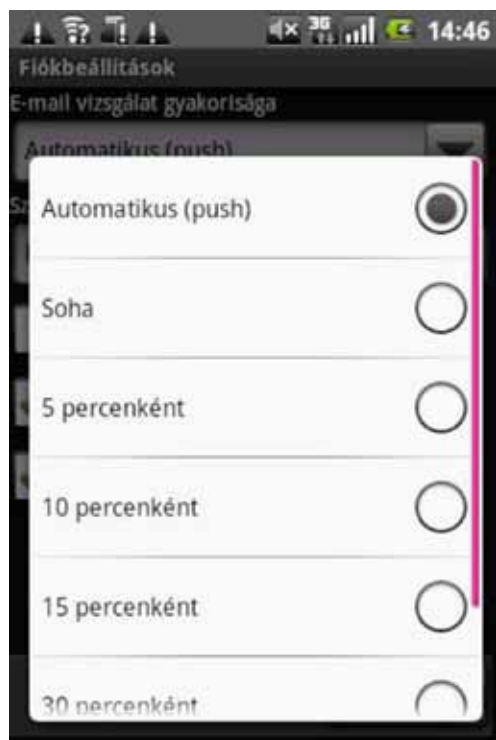 3G 14:46
Fiókbeállítások
E-mail vizsgálat gyakorisága
Automatikus (push)
Automatikus (push)
Soha
5 percenként
10 percenként
15 percenként
30 percenként